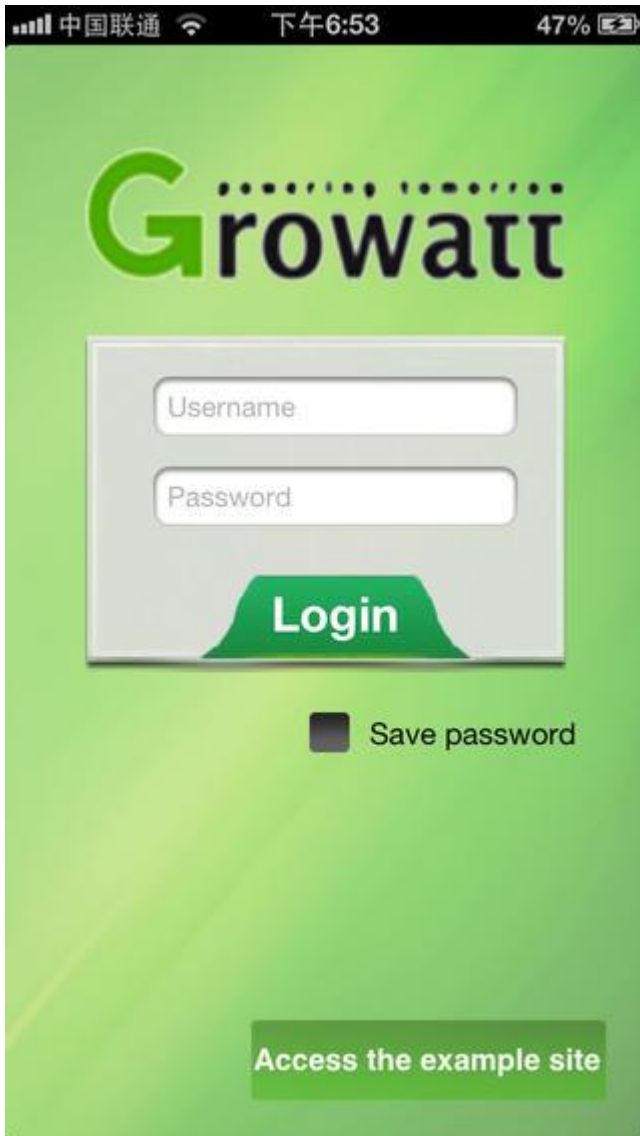 中国联通 下午6:53 47%
powering tomorrow
Growatt
Username
Password
Login
Save password
Access the example site